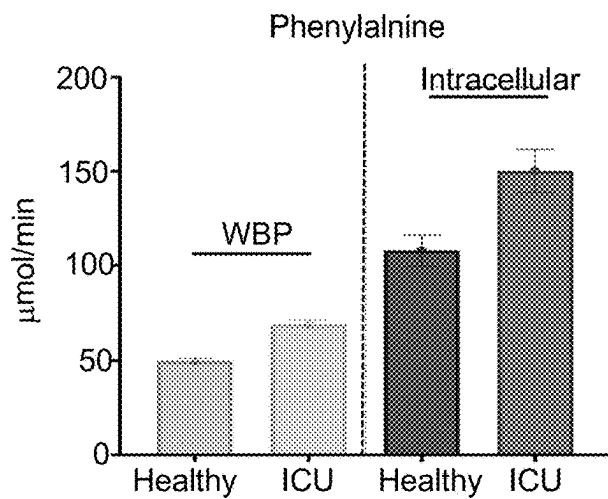 Phenylalnine
Intracellular
WBP
µmol/min
200
150
100
50
0
Healthy ICU Healthy ICU